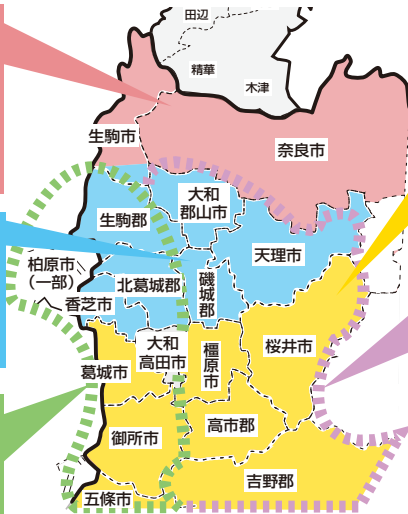 田辺
精華
木津
生駒市
奈良市
大和
郡山市
生駒郡
天理市
柏原市
（一部）
北葛城郡
磯城郡
香芝市
大和
高田市
橿原市
桜井市
葛城市
高市郡
御所市
吉野郡
五條市